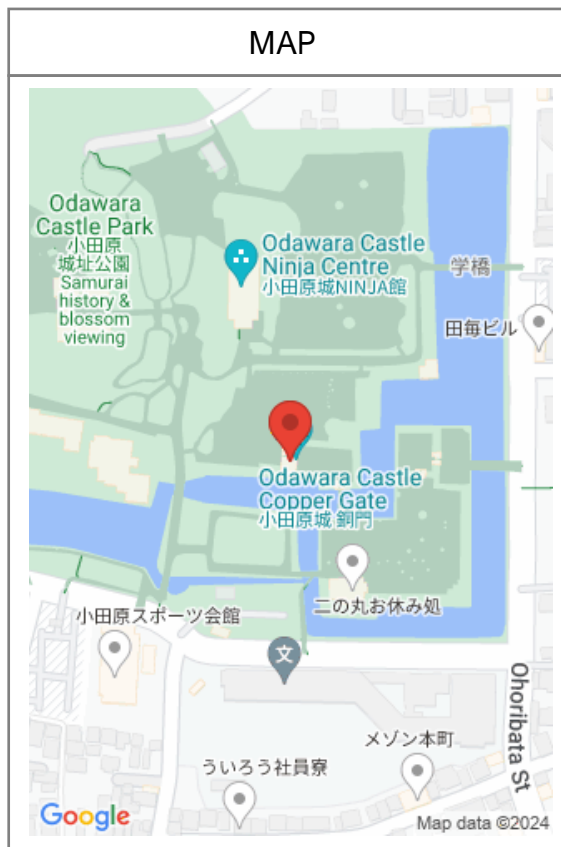 MAP
Odawara
Castle Park
小田原
城址公園
Samurai
history &
blossom
viewing
Odawara Castle
Ninja Centre
小田原城NINJA館
学橋
田毎ビル
Odawara Castle
Copper Gate
小田原城 銅門
二の丸お休み処
小田原スポーツ会館
文
Ohoribata St
メゾン本町
ういろう社員寮
Google
Map data ©2024